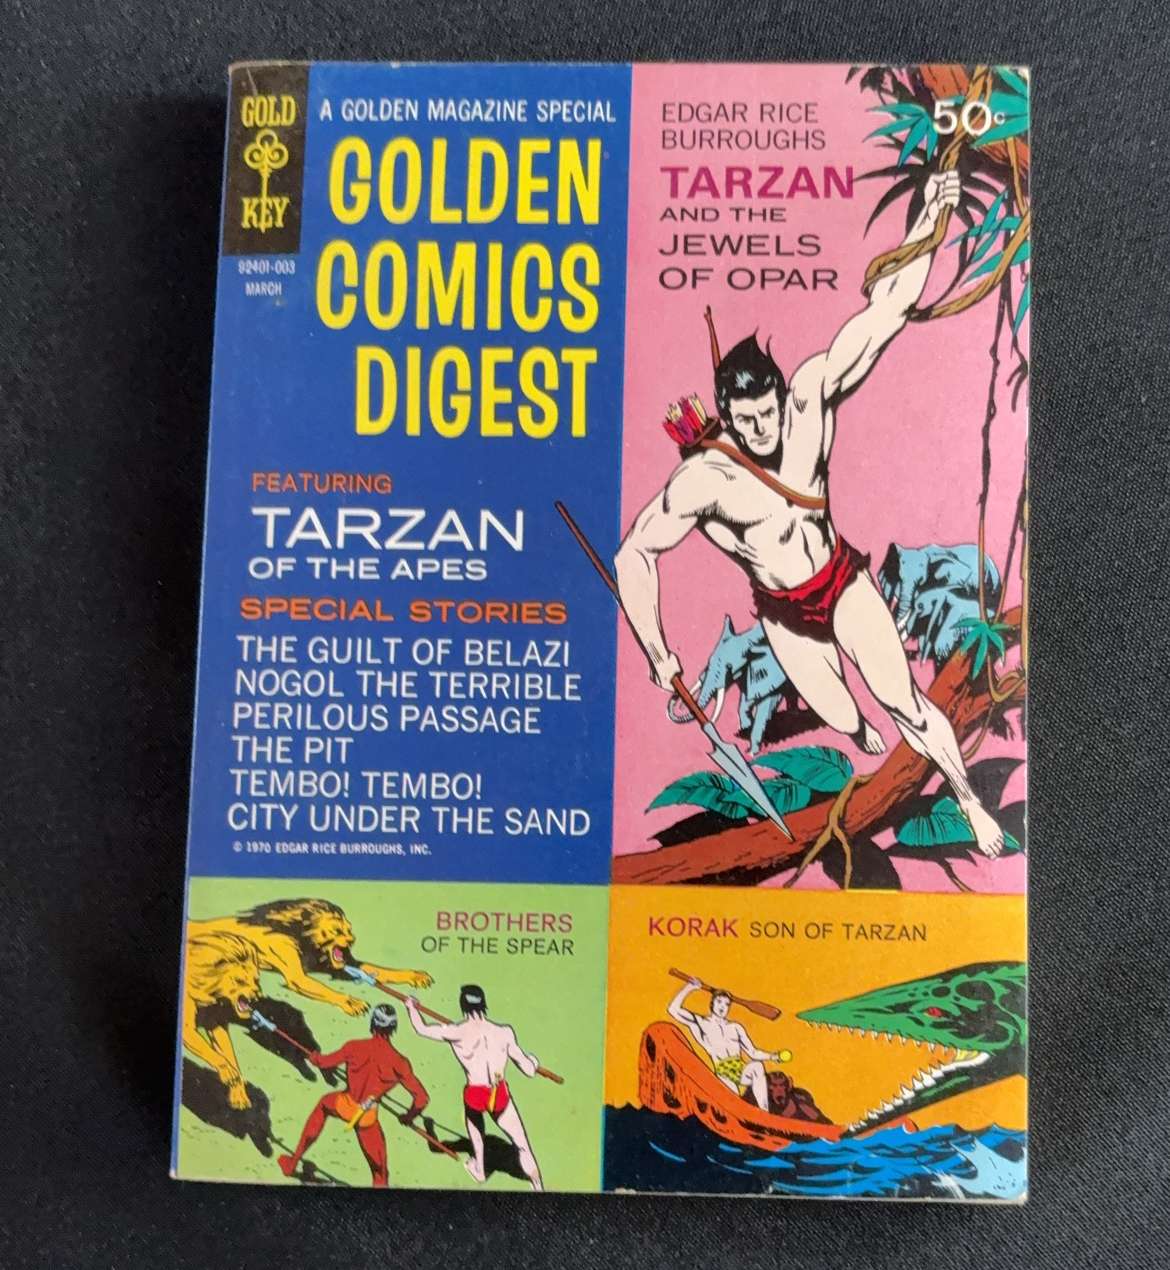 GOLD
KEY
92401-003
MARCH
A GOLDEN MAGAZINE SPECIAL
GOLDEN
COMICS
DIGEST
FEATURING
TARZAN
OF THE APES
SPECIAL STORIES
THE GUILT OF BELAZI
NOGOL THE TERRIBLE
PERILOUS PASSAGE
THE PIT
TEMBO! TEMBO!
CITY UNDER THE SAND
© 1970 EDGAR RICE BURROUGHS, INC.
EDGAR RICE
BURROUGHS
TARZAN
AND THE
JEWELS
OF OPAR
50c
BROTHERS
OF THE SPEAR
KORAK SON OF TARZAN